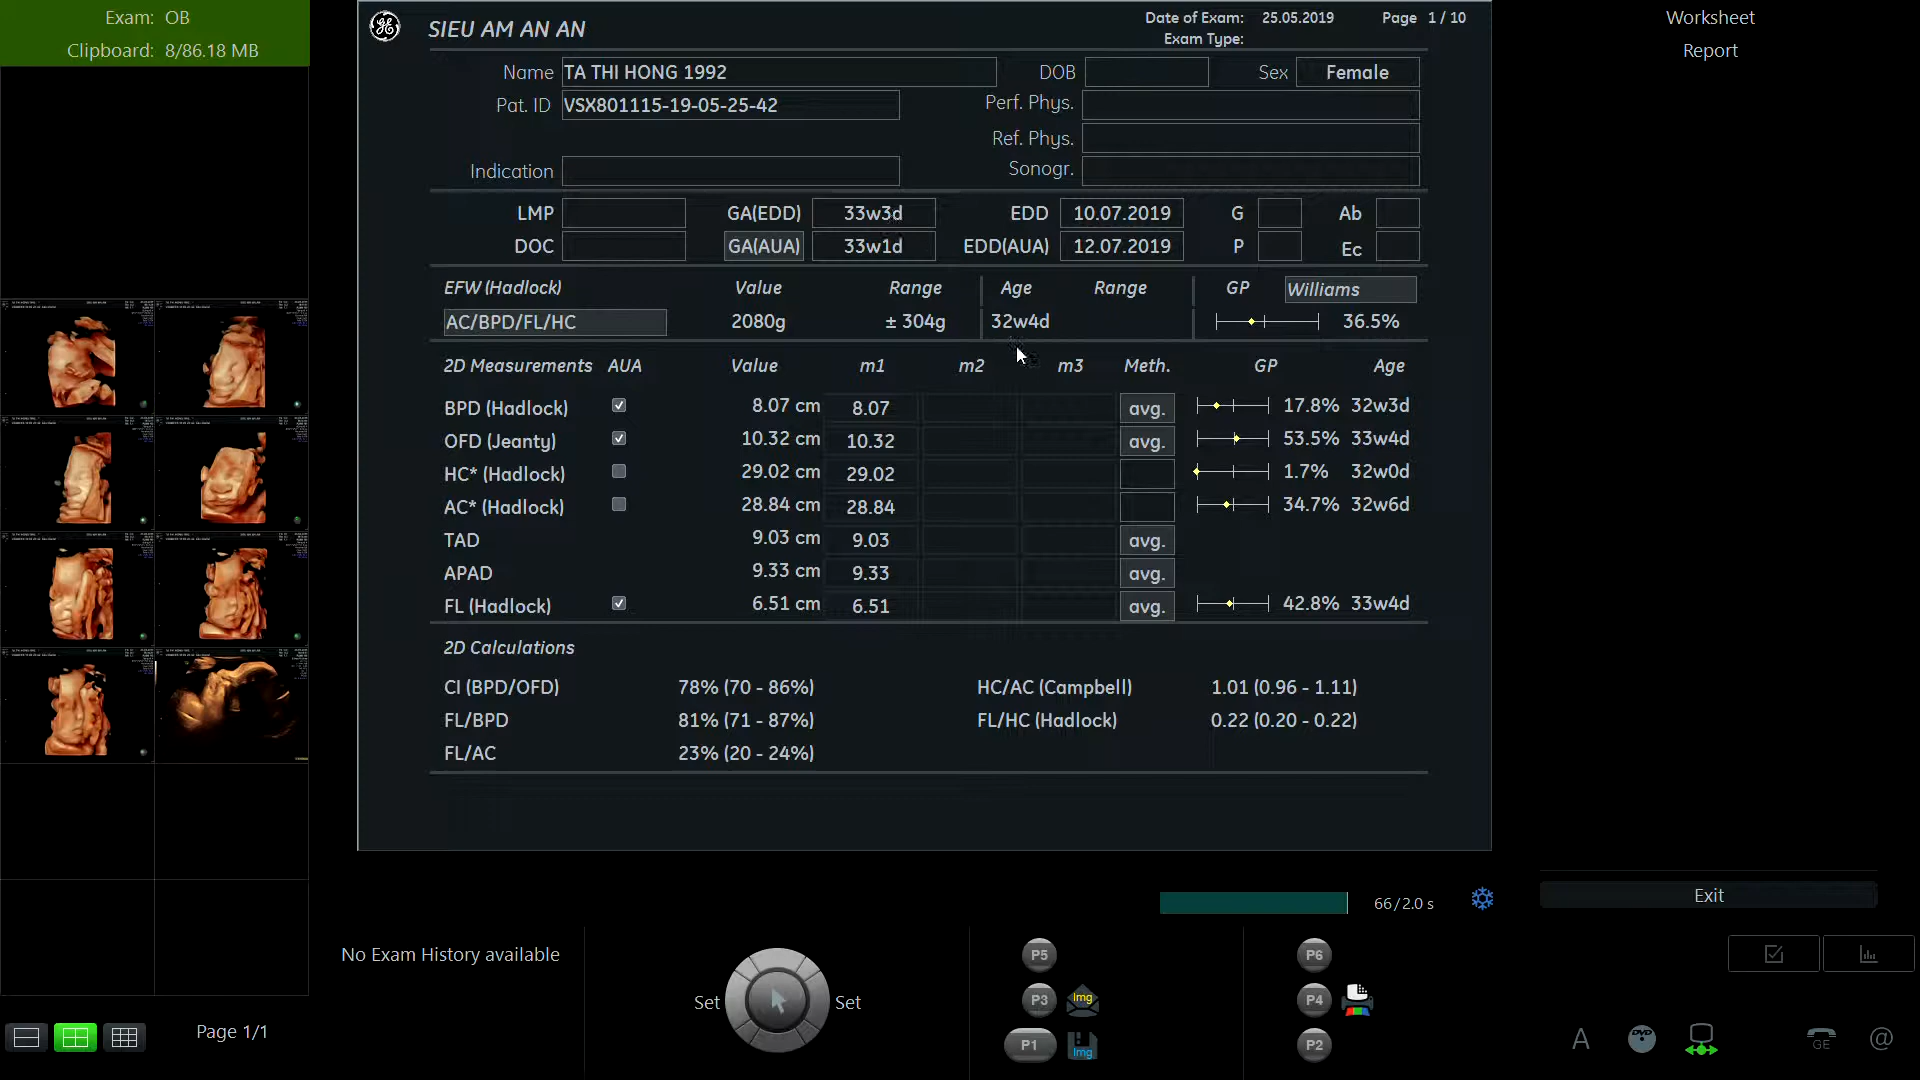 Exam: OB
Clipboard: 8/86.18 MB
SIEU AM AN AN
Date of Exam: 25.05.2019 Page 1 / 10
Exam Type:
Name TA THI HONG 1992 DOB Sex Female
Pat. ID VSX801115-19-05-25-42 Perf. Phys.
Ref. Phys.
Indication Sonogr.
LMP GA(EDD) 33w3d EDD 10.07.2019 G Ab
DOC GA(AUA) 33w1d EDD(AUA) 12.07.2019 P Ec
EFW (Hadlock) Value Range Age Range GP Williams
AC/BPD/FL/HC 2080g ± 304g 32w4d 36.5%
2D Measurements AUA Value m1 m2 m3 Meth. GP Age
BPD (Hadlock) 8.07 cm 8.07 avg. 17.8% 32w3d
OFD (Jeanty) 10.32 cm 10.32 avg. 53.5% 33w4d
HC* (Hadlock) 29.02 cm 29.02 1.7% 32w0d
AC* (Hadlock) 28.84 cm 28.84 34.7% 32w6d
TAD 9.03 cm 9.03 avg.
APAD 9.33 cm 9.33 avg.
FL (Hadlock) 6.51 cm 6.51 avg. 42.8% 33w4d
2D Calculations
CI (BPD/OFD) 78% (70 - 86%) HC/AC (Campbell) 1.01 (0.96 - 1.11)
FL/BPD 81% (71 - 87%) FL/HC (Hadlock) 0.22 (0.20 - 0.22)
FL/AC 23% (20 - 24%)
Worksheet
Report
66/2.0 s
Exit
No Exam History available
Set Set
P5 P6
P3 Img P4
P1 Img P2
Page 1/1
A DVD GE @